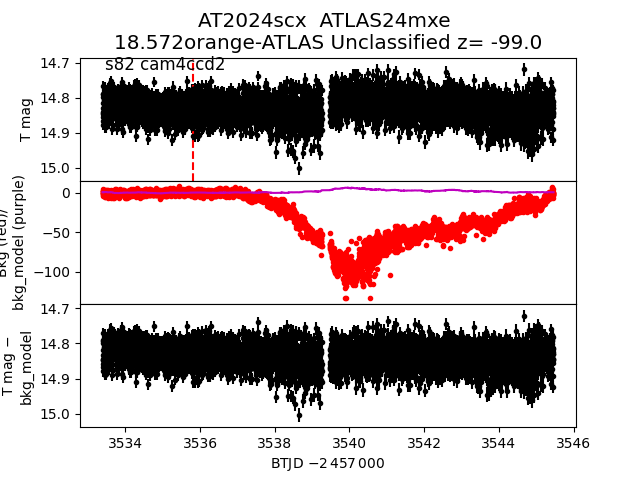 AT2024scx  ATLAS24mxe
18.572orange-ATLAS Unclassified z= -99.0
s82 cam4ccd2
14.7
14.8
14.9
15.0
T mag
0
−50
−100
Bkg (red)/
bkg_model (purple)
14.7
14.8
14.9
15.0
T mag −
bkg_model
3534
3536
3538
3540
3542
3544
3546
BTJD −2 457 000